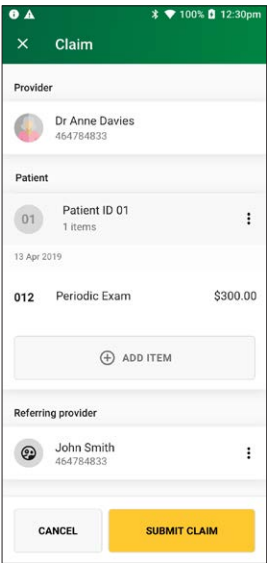 100% 12:30pm
Claim
Provider
Dr Anne Davies
464784833
Patient
01
Patient ID 01
1 items
13 Apr 2019
012 Periodic Exam $300.00
ADD ITEM
Referring provider
John Smith
464784833
CANCEL SUBMIT CLAIM